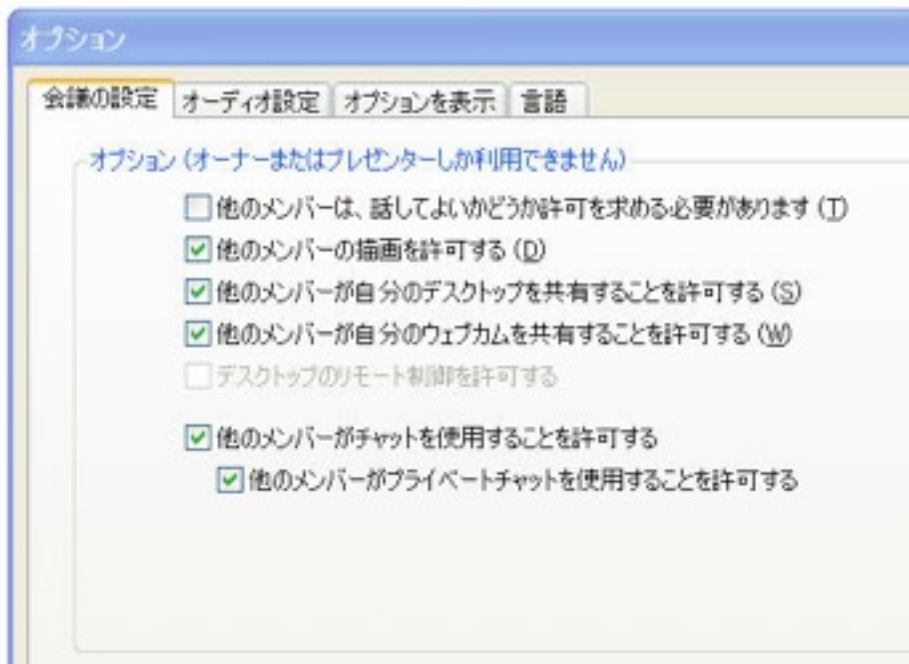 オプション
会議の設定 オーディオ設定 オプションを表示 言語
オプション (オーナーまたはプレゼンターしか利用できません)
他のメンバーは、話してよいかどうか許可を求める必要があります (T)
他のメンバーの描画を許可する (D)
他のメンバーが自分のデスクトップを共有することを許可する (S)
他のメンバーが自分のウェブカムを共有することを許可する (W)
デスクトップのリモート制御を許可する
他のメンバーがチャットを使用することを許可する
他のメンバーがプライベートチャットを使用することを許可する